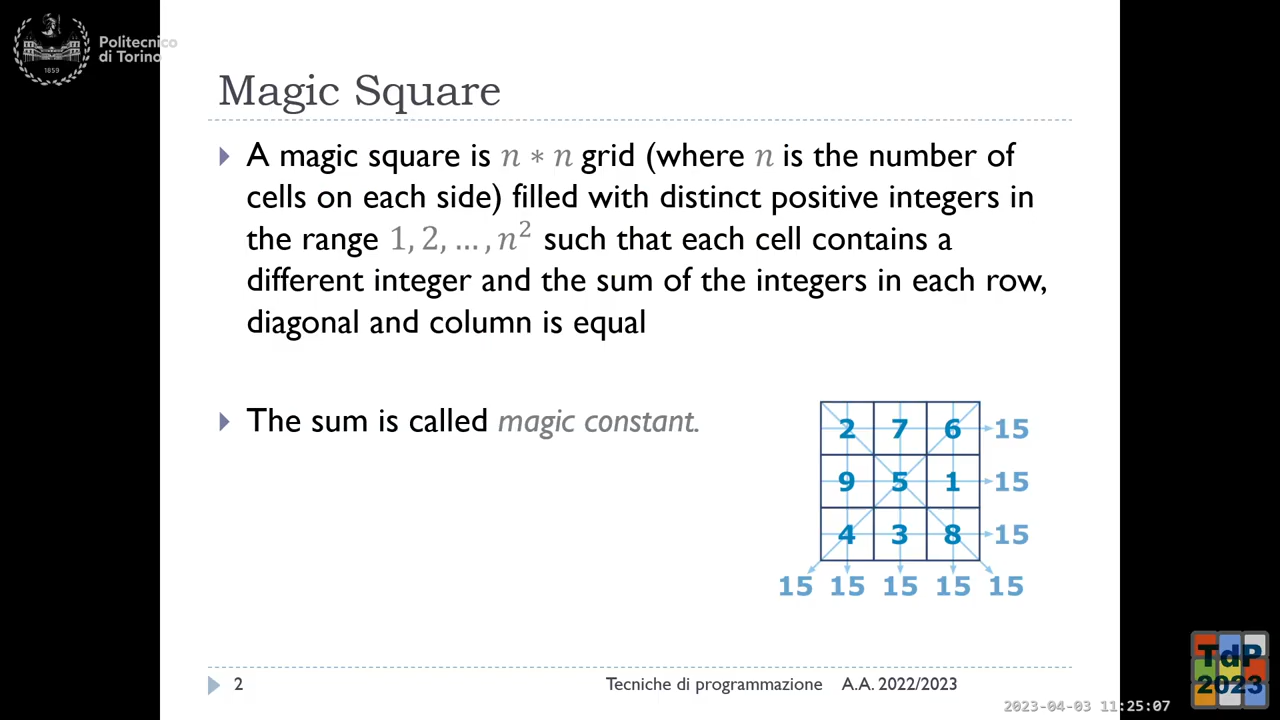 Politecnico
di Torino
1859
Magic Square
A magic square is n ∗ n grid (where n is the number of
cells on each side) filled with distinct positive integers in
the range 1, 2, … , n² such that each cell contains a
different integer and the sum of the integers in each row,
diagonal and column is equal
The sum is called magic constant.
2 7 6 15
9 5 1 15
4 3 8 15
15 15 15 15 15
2 Tecniche di programmazione A.A. 2022/2023
TdP
2023
2023-04-03 11:25:07